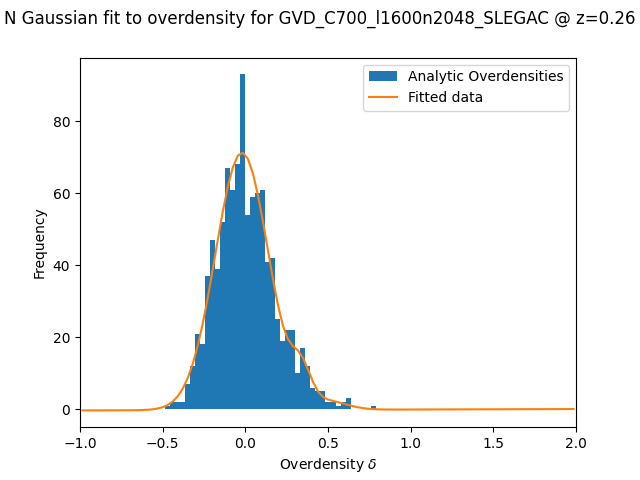 N Gaussian fit to overdensity for GVD_C700_l1600n2048_SLEGAC @ z=0.26
Analytic Overdensities
Fitted data
Frequency
80
60
40
20
0
−1.0 −0.5 0.0 0.5 1.0 1.5 2.0
Overdensity δ